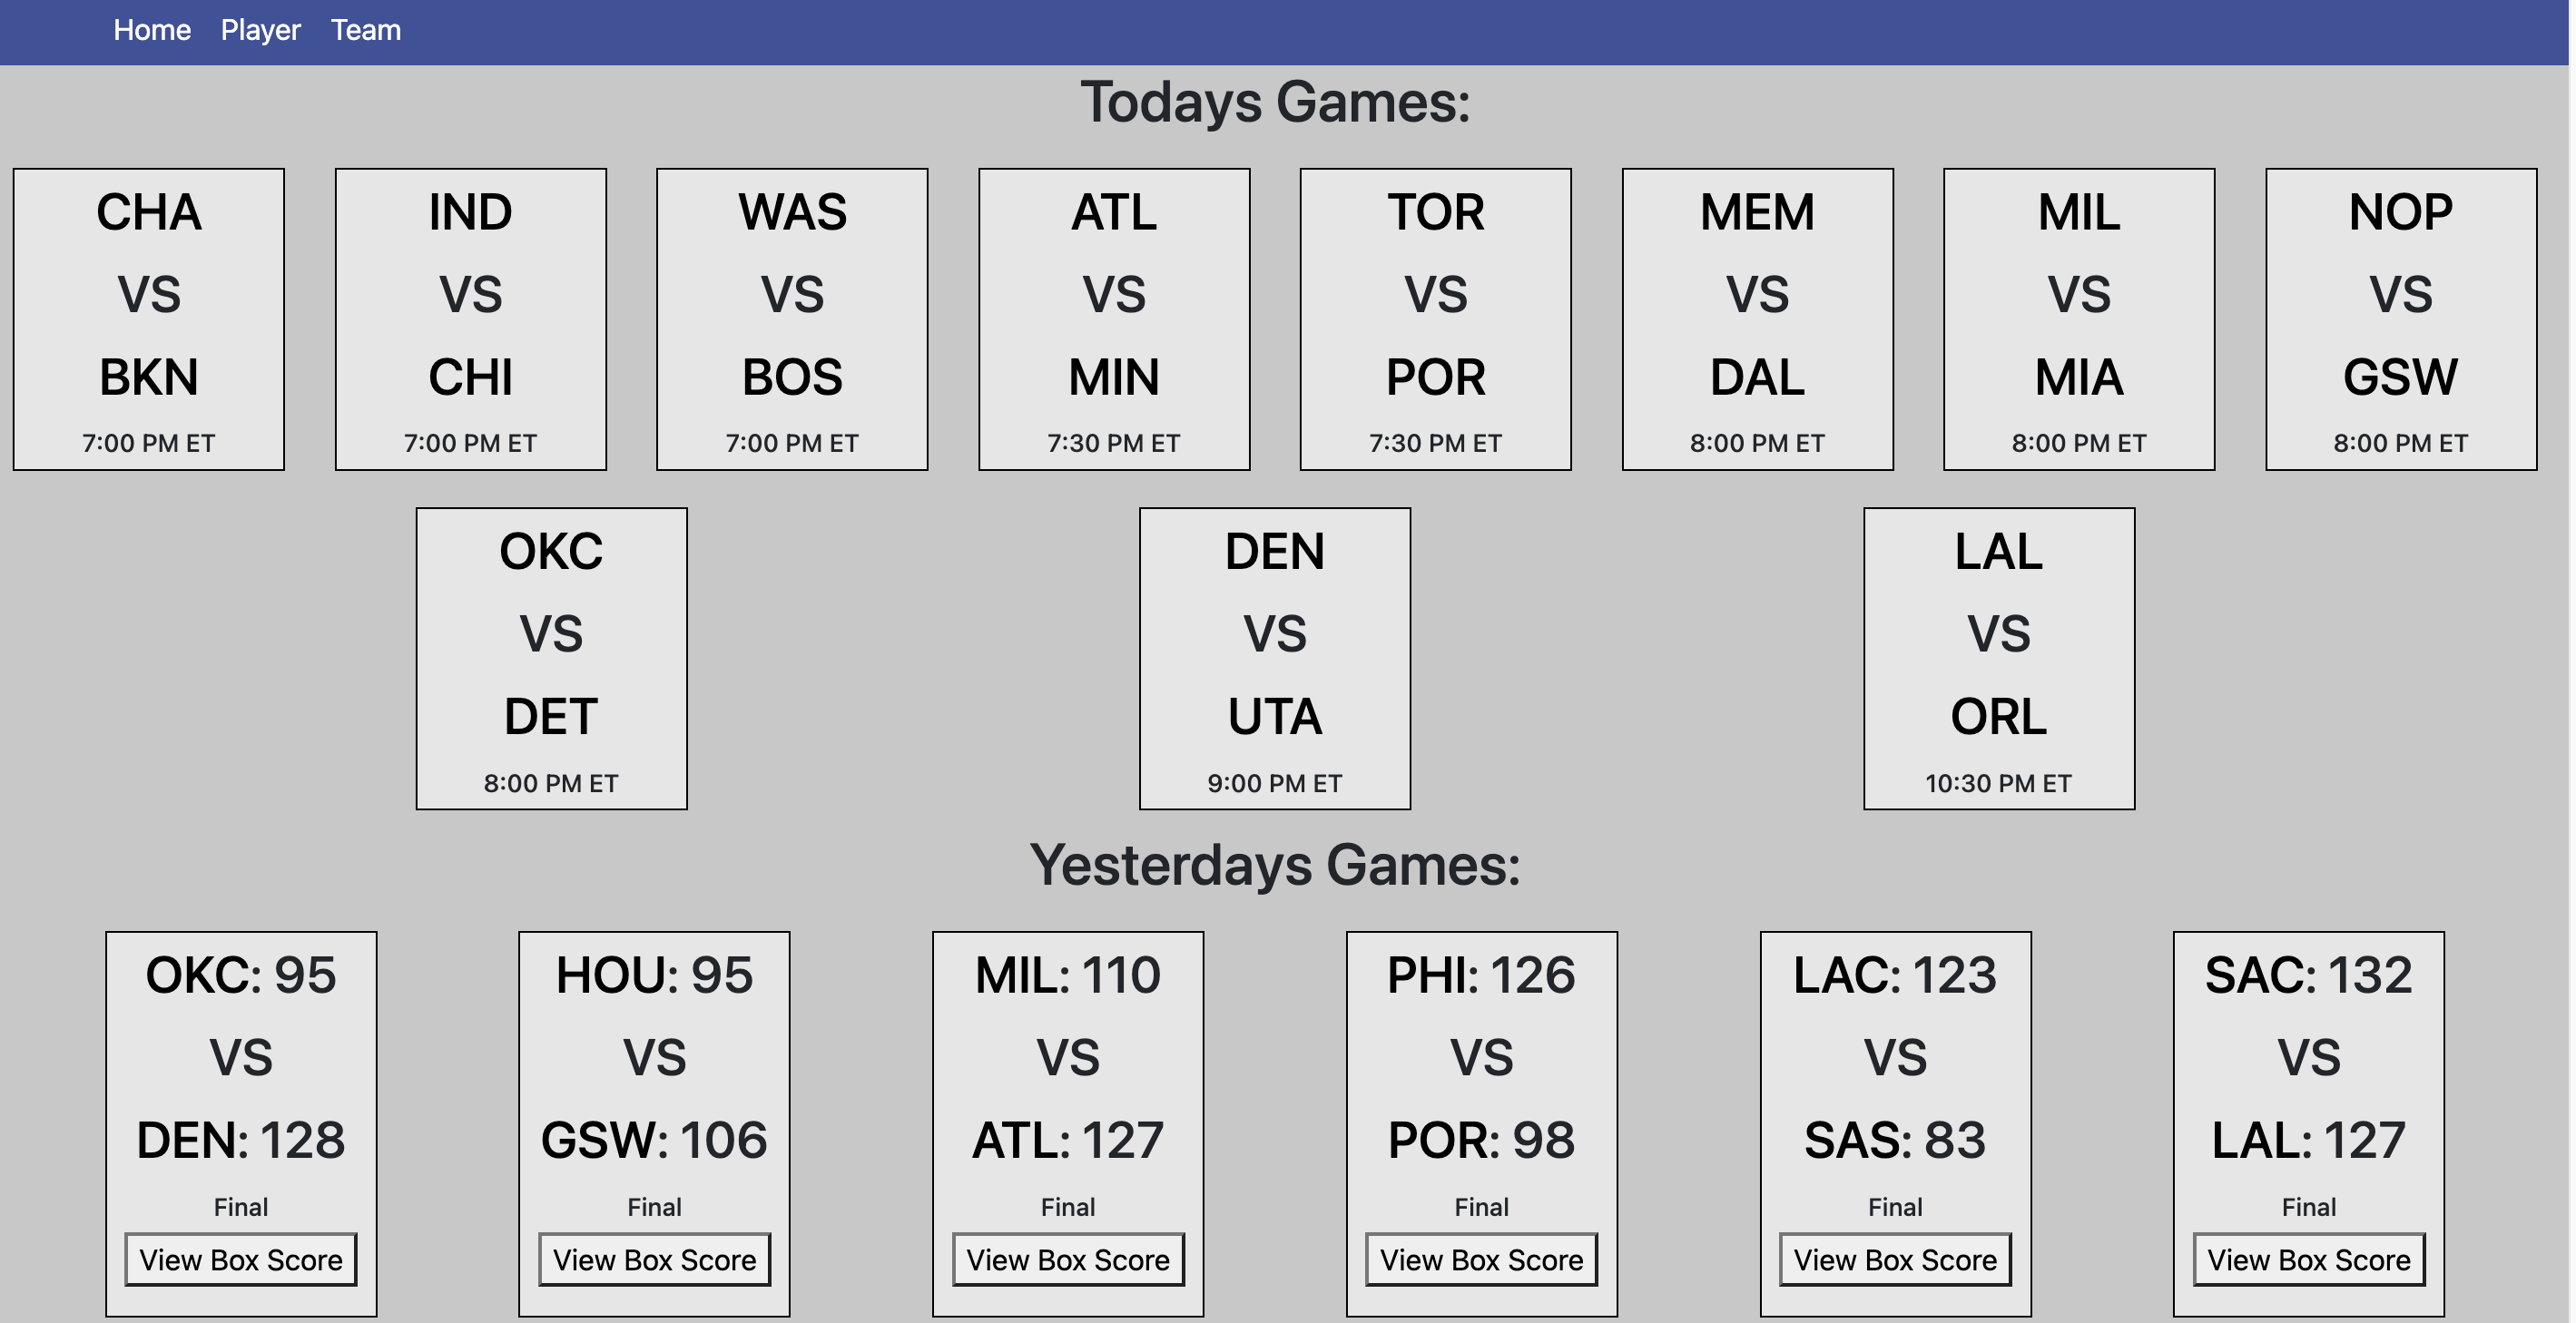 Home Player Team
Todays Games:
CHA
VS
BKN
7:00 PM ET
IND
VS
CHI
7:00 PM ET
WAS
VS
BOS
7:00 PM ET
ATL
VS
MIN
7:30 PM ET
TOR
VS
POR
7:30 PM ET
MEM
VS
DAL
8:00 PM ET
MIL
VS
MIA
8:00 PM ET
NOP
VS
GSW
8:00 PM ET
OKC
VS
DET
8:00 PM ET
DEN
VS
UTA
9:00 PM ET
LAL
VS
ORL
10:30 PM ET
Yesterdays Games:
OKC: 95
VS
DEN: 128
Final
View Box Score
HOU: 95
VS
GSW: 106
Final
View Box Score
MIL: 110
VS
ATL: 127
Final
View Box Score
PHI: 126
VS
POR: 98
Final
View Box Score
LAC: 123
VS
SAS: 83
Final
View Box Score
SAC: 132
VS
LAL: 127
Final
View Box Score